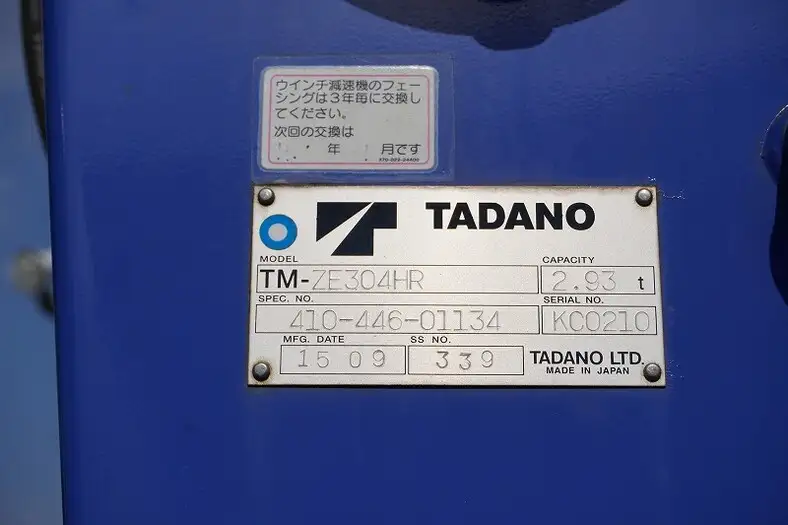 ウインチ減速機のフェー
シングは3年毎に交換し
てください。
次回の交換は
年 月です
TADANO
MODEL
TM-ZE304HR
CAPACITY
2.93 t
SPEC. NO.
410-446-01134
SERIAL NO.
KC0210
MFG. DATE
15 09
SS NO.
339
TADANO LTD.
MADE IN JAPAN